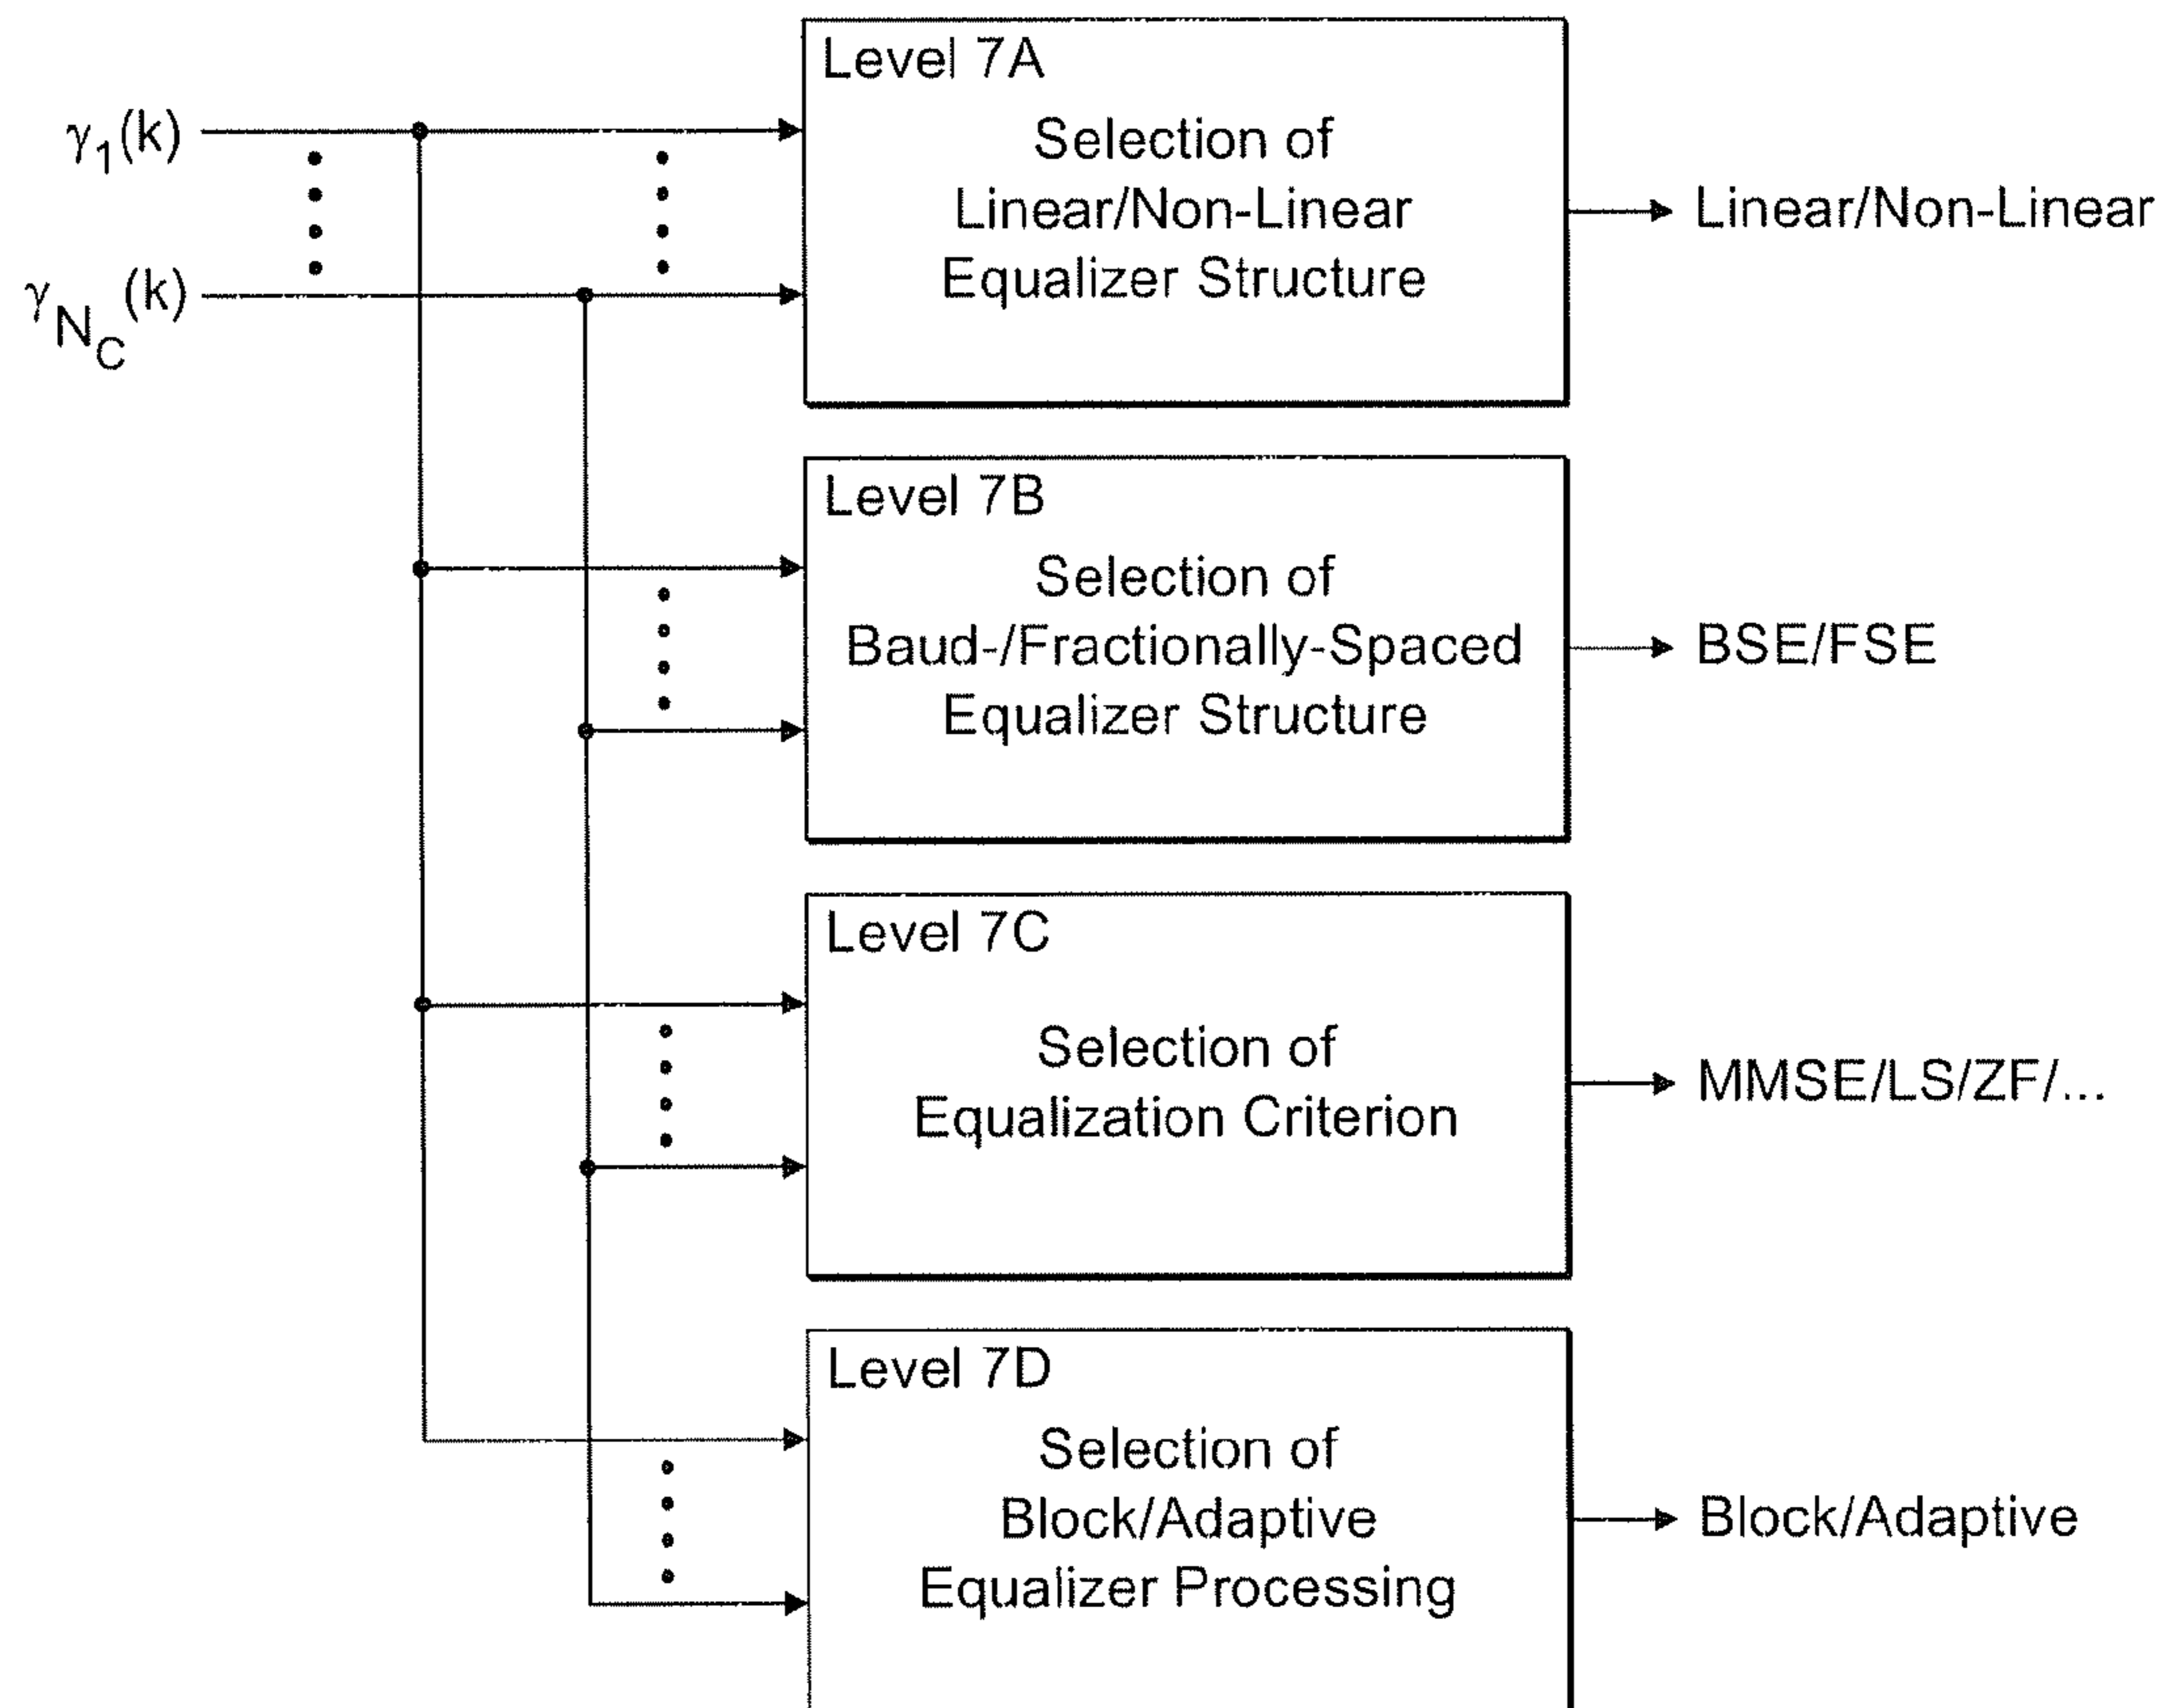 Level 7A
γ1(k)
Selection of
Linear/Non-Linear
Equalizer Structure
Linear/Non-Linear
γNC(k)
Level 7B
Selection of
Baud-/Fractionally-Spaced
Equalizer Structure
BSE/FSE
Level 7C
Selection of
Equalization Criterion
MMSE/LS/ZF/...
Level 7D
Selection of
Block/Adaptive
Equalizer Processing
Block/Adaptive